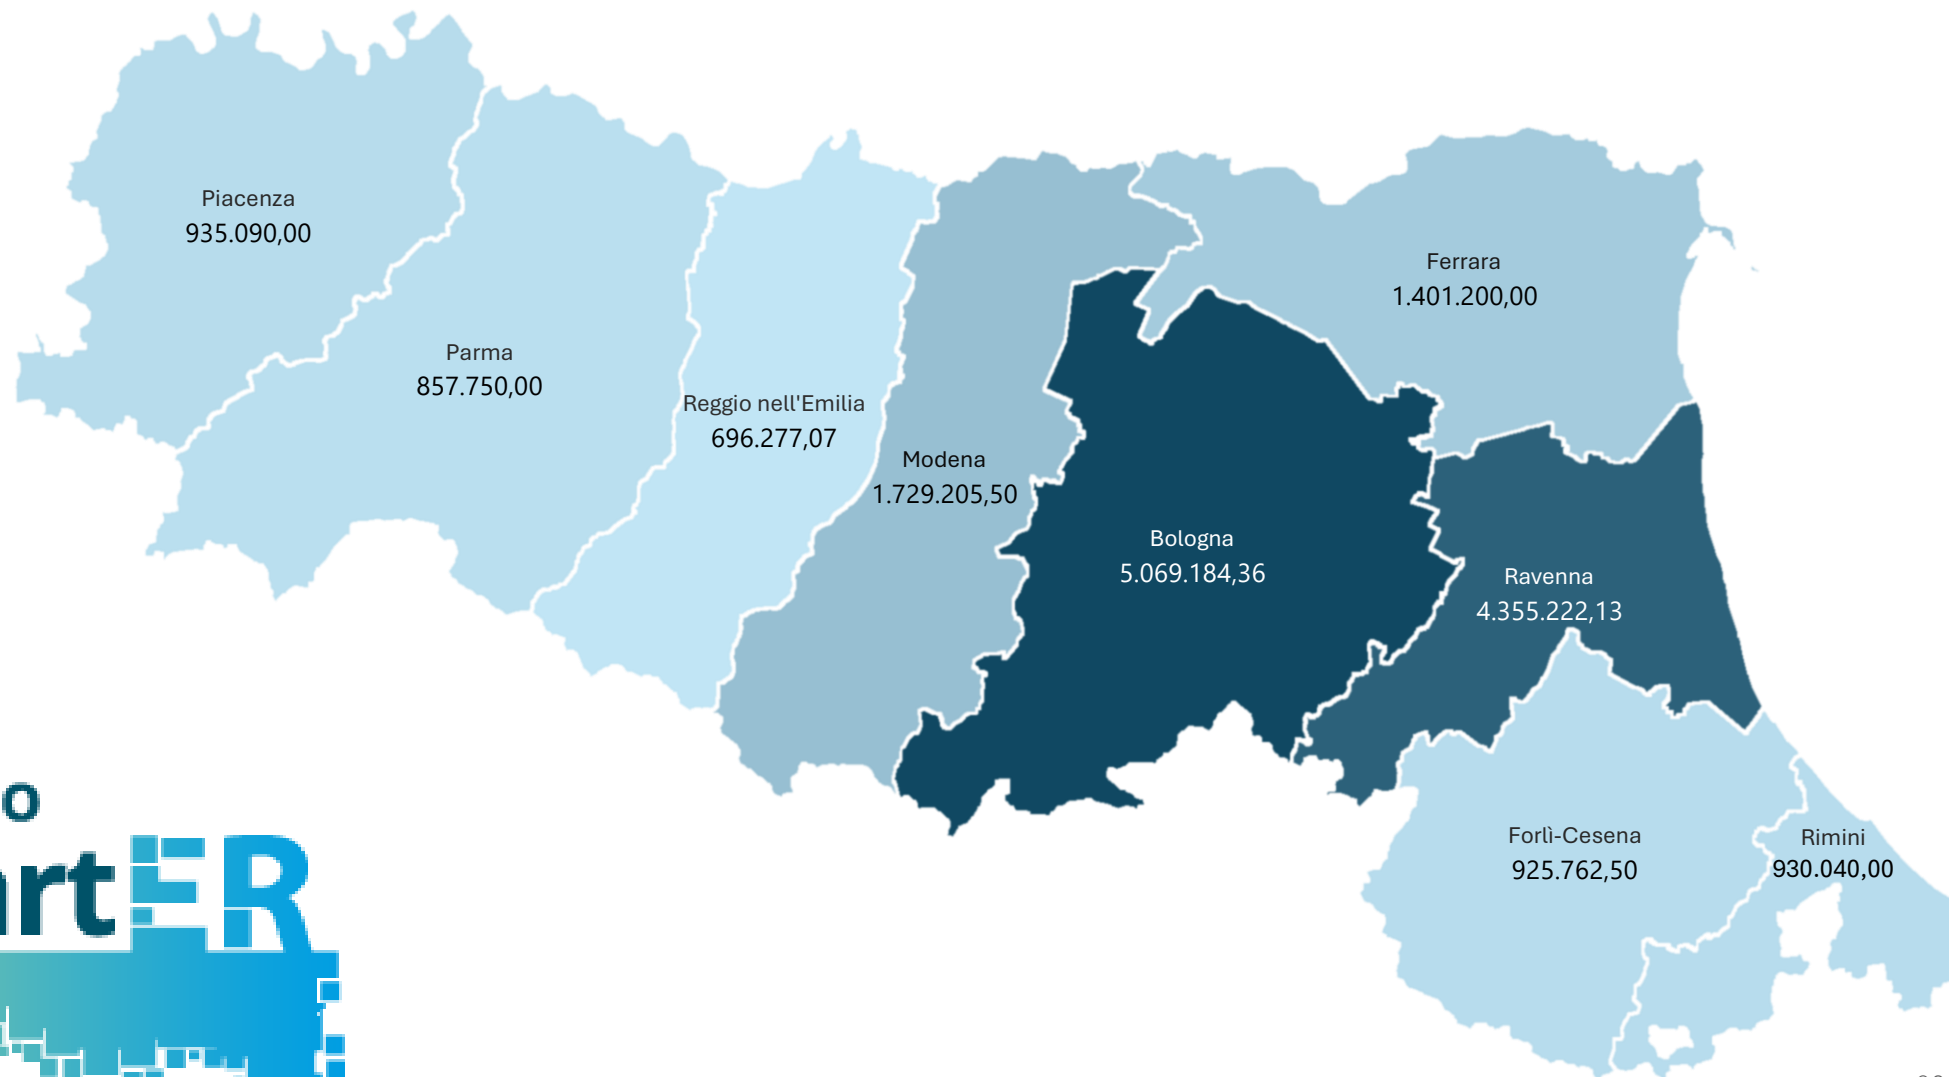 Piacenza
935.090,00
Parma
857.750,00
Reggio nell'Emilia
696.277,07
Modena
1.729.205,50
Ferrara
1.401.200,00
Bologna
5.069.184,36
Ravenna
4.355.222,13
Forlì-Cesena
925.762,50
Rimini
930.040,00
o
art ER